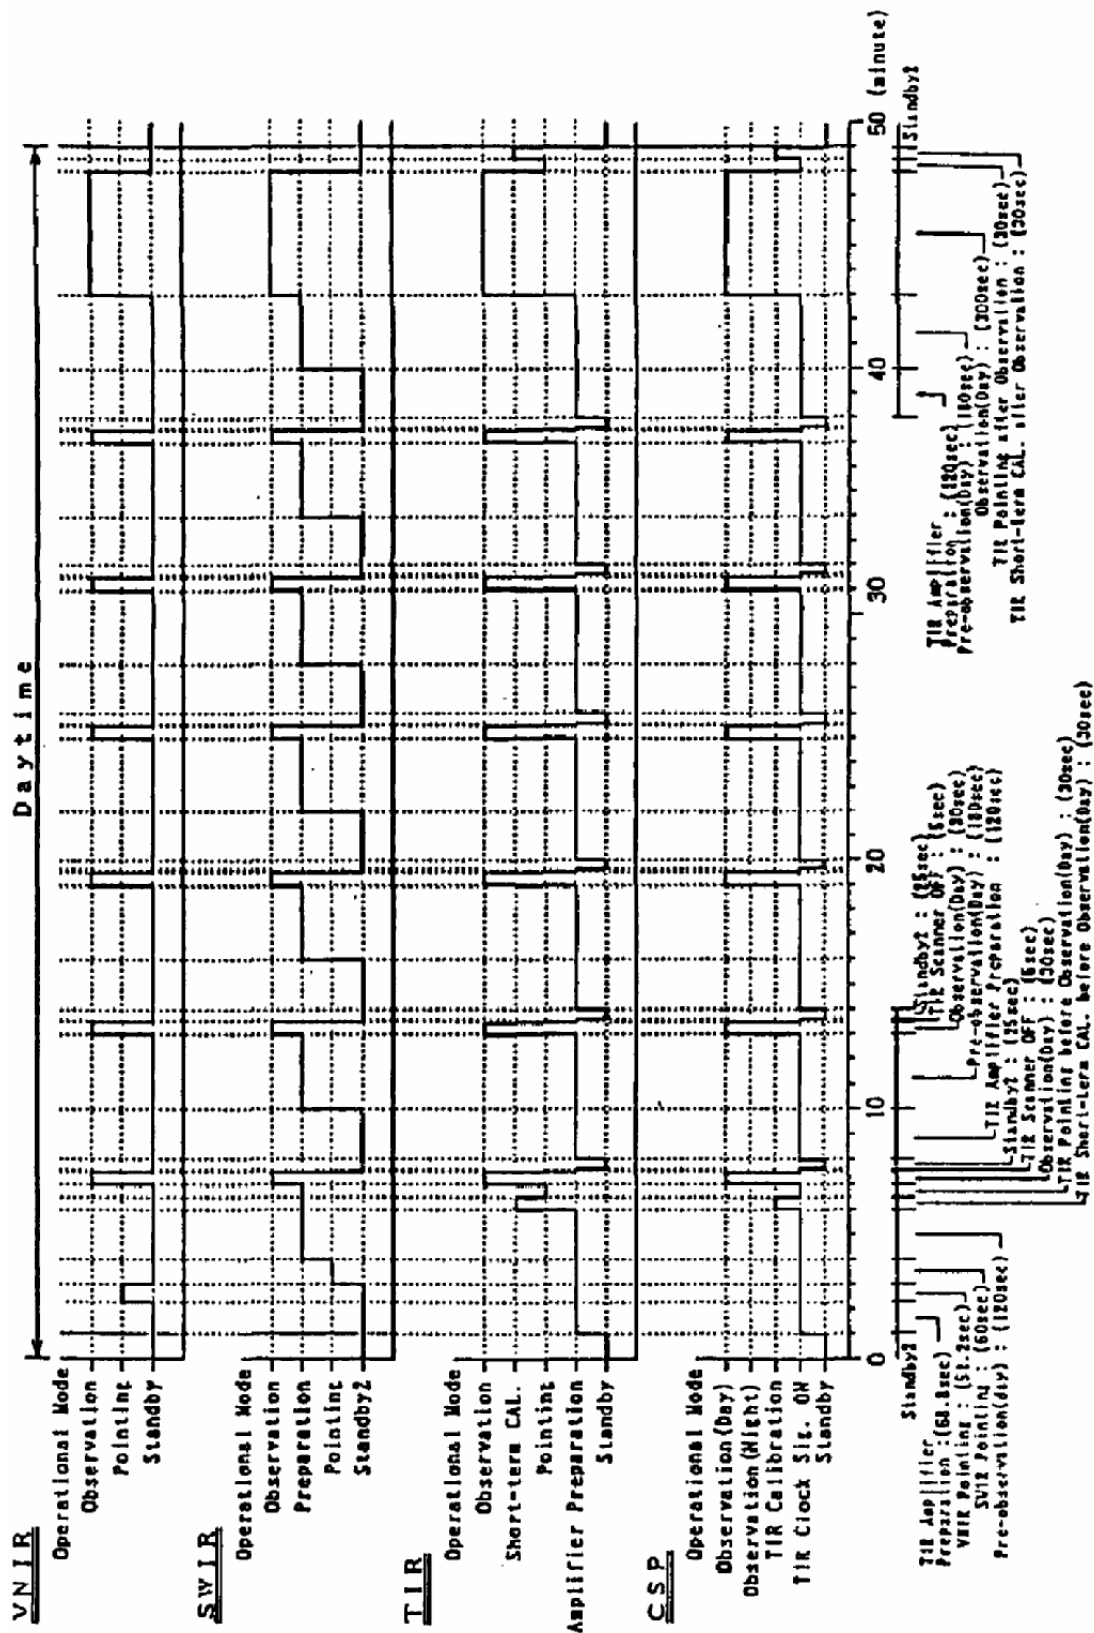 Daytime
VNIR
Operational Mode
Observation
Pointing
Standby
SWIR
Operational Mode
Observation
Preparation
Pointing
Standby2
TIR
Operational Mode
Observation
Short-term CAL.
Pointing
Amplifier Preparation
Standby
CSP
Operational Mode
Observation(Day)
Observation(Night)
TIR Calibration
TIR Clock Sig. ON
Standby
0
10
20
30
40
50 (minute)
Standby2
TIR Amplifier
Preparation :(68.8sec)
VNIR Pointing : (51.2sec)
SWIR Pointing : (60sec)
Pre-observation(day) : (120sec)
Standby2 : (25sec)
TIR Scanner OFF : (5sec)
Observation(Day) : (30sec)
Pre-observation(Day) : (180sec)
TIR Amplifier Preparation : (120sec)
Standby2 : (25sec)
TIR Scanner OFF : (5sec)
Observation(Day) : (30sec)
TIR Pointing before Observation(Day) : (30sec)
TIR Short-term CAL. before Observation(Day) : (30sec)
TIR Amplifier
Preparation : (120sec)
Pre-observation(Day) : (180sec)
Observation(Day) : (300sec)
TIR Pointing after Observation : (30sec)
TIR Short-term CAL. after Observation : (30sec)
Standby2